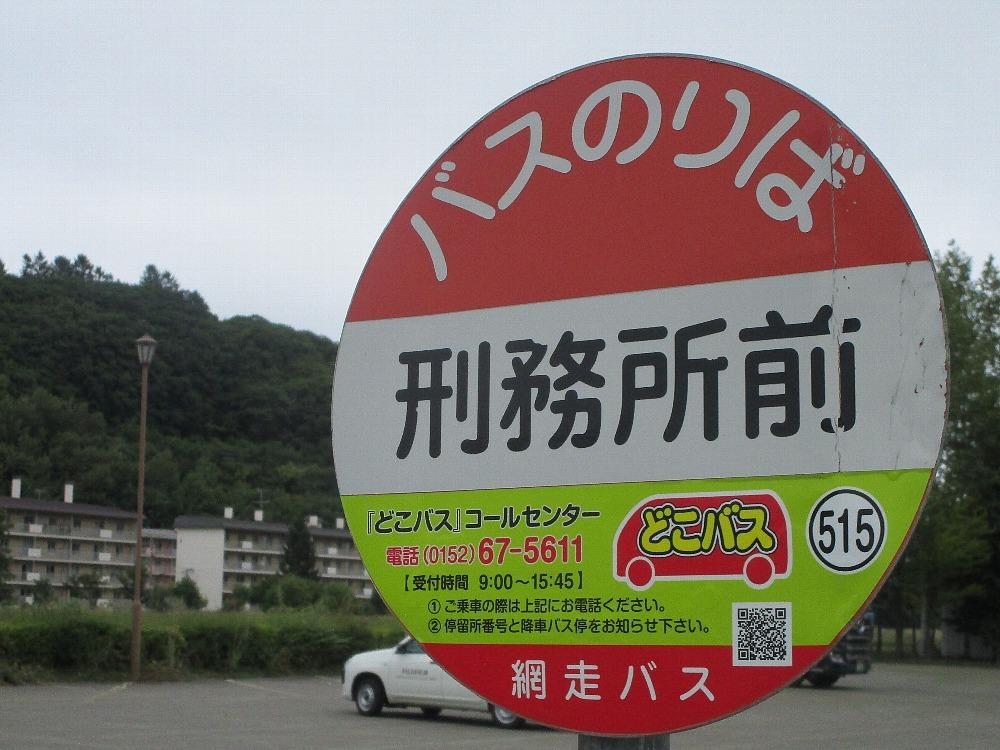 バスのりば
刑務所前
『どこバス』コールセンター
電話(0152)67-5611
【受付時間 9:00～15:45】
① ご乗車の際は上記にお電話ください。
② 停留所番号と降車バス停をお知らせ下さい。
どこバス
515
網走バス